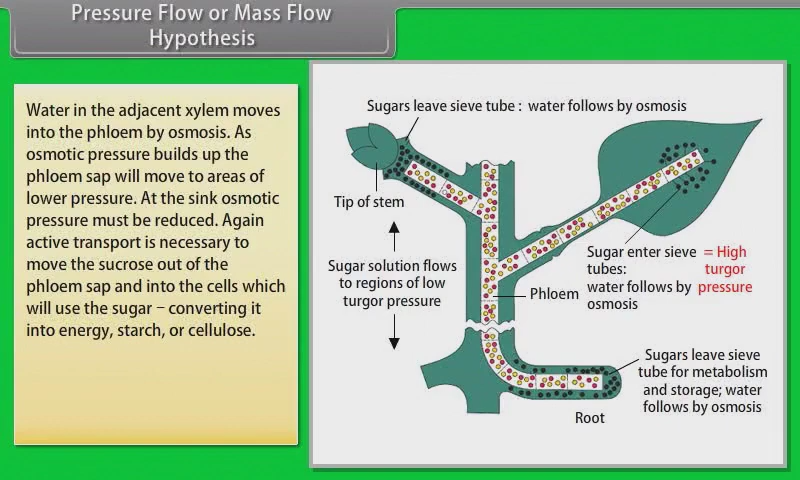 Pressure Flow or Mass Flow
Hypothesis
Water in the adjacent xylem moves
into the phloem by osmosis. As
osmotic pressure builds up the
phloem sap will move to areas of
lower pressure. At the sink osmotic
pressure must be reduced. Again
active transport is necessary to
move the sucrose out of the
phloem sap and into the cells which
will use the sugar – converting it
into energy, starch, or cellulose.
Sugars leave sieve tube : water follows by osmosis
Tip of stem
Sugar solution flows
to regions of low
turgor pressure
Phloem
Sugar enter sieve
tubes:
water follows by
osmosis
= High
turgor
pressure
Sugars leave sieve
tube for metabolism
and storage; water
follows by osmosis
Root